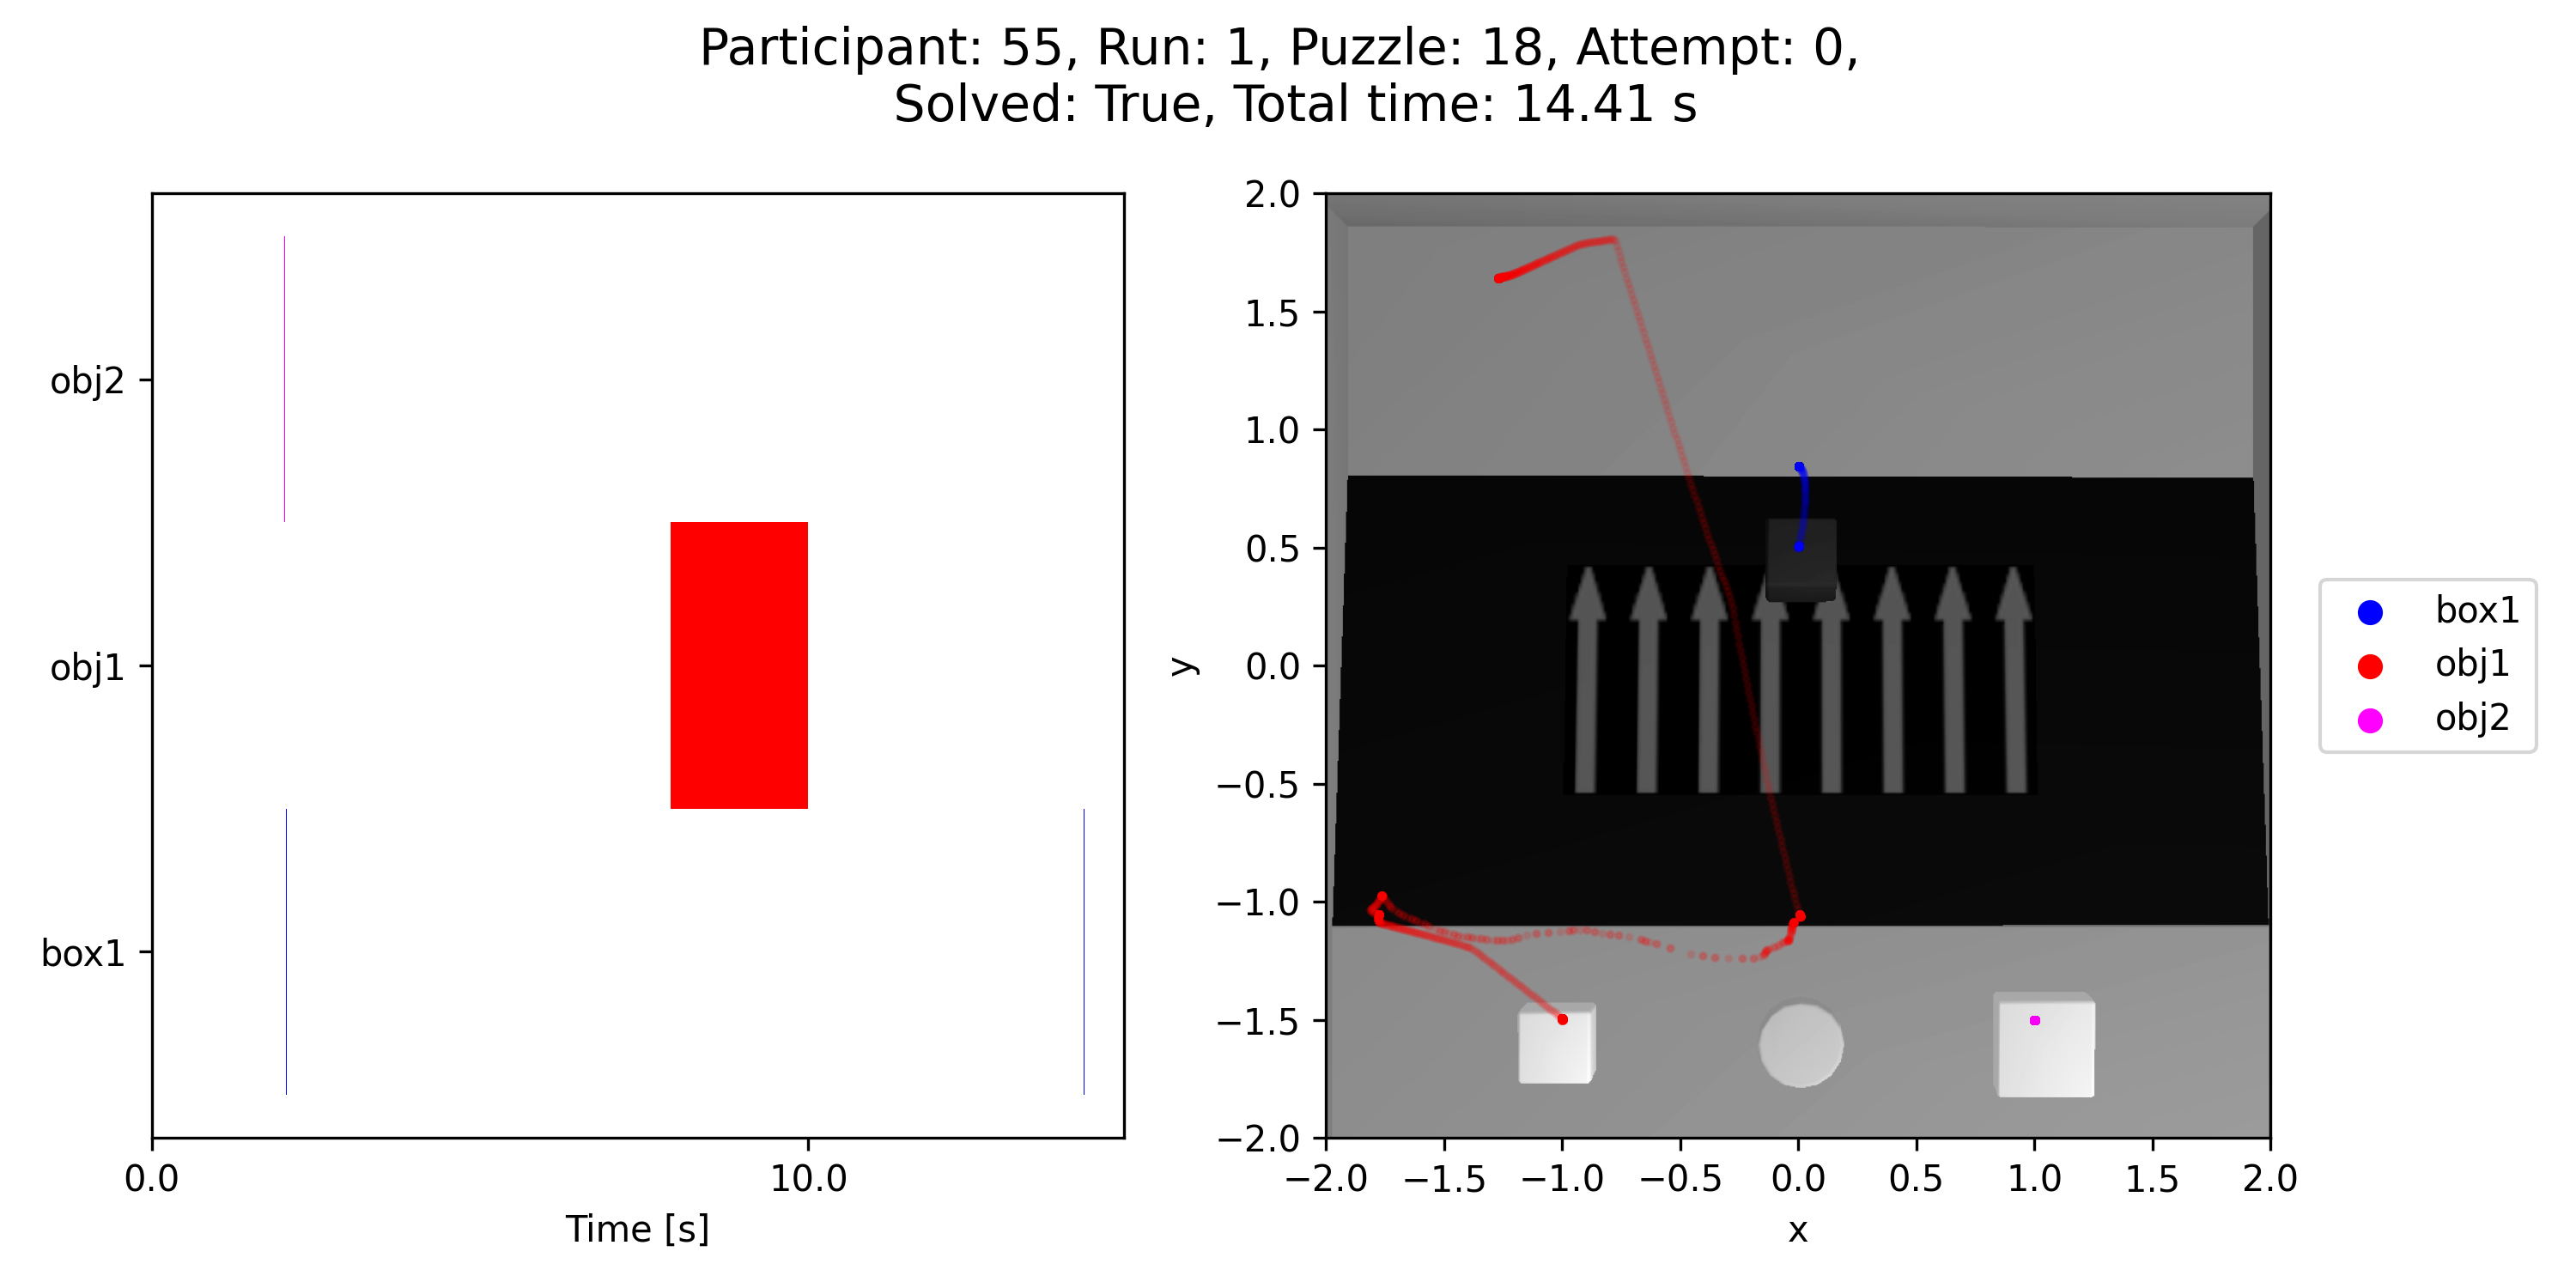 Participant: 55, Run: 1, Puzzle: 18, Attempt: 0,
Solved: True, Total time: 14.41 s
obj2
obj1
box1
0.0
10.0
Time [s]
2.0
1.5
1.0
0.5
0.0
−0.5
−1.0
−1.5
−2.0
y
−2.0
−1.5
−1.0
−0.5
0.0
0.5
1.0
1.5
2.0
x
box1
obj1
obj2